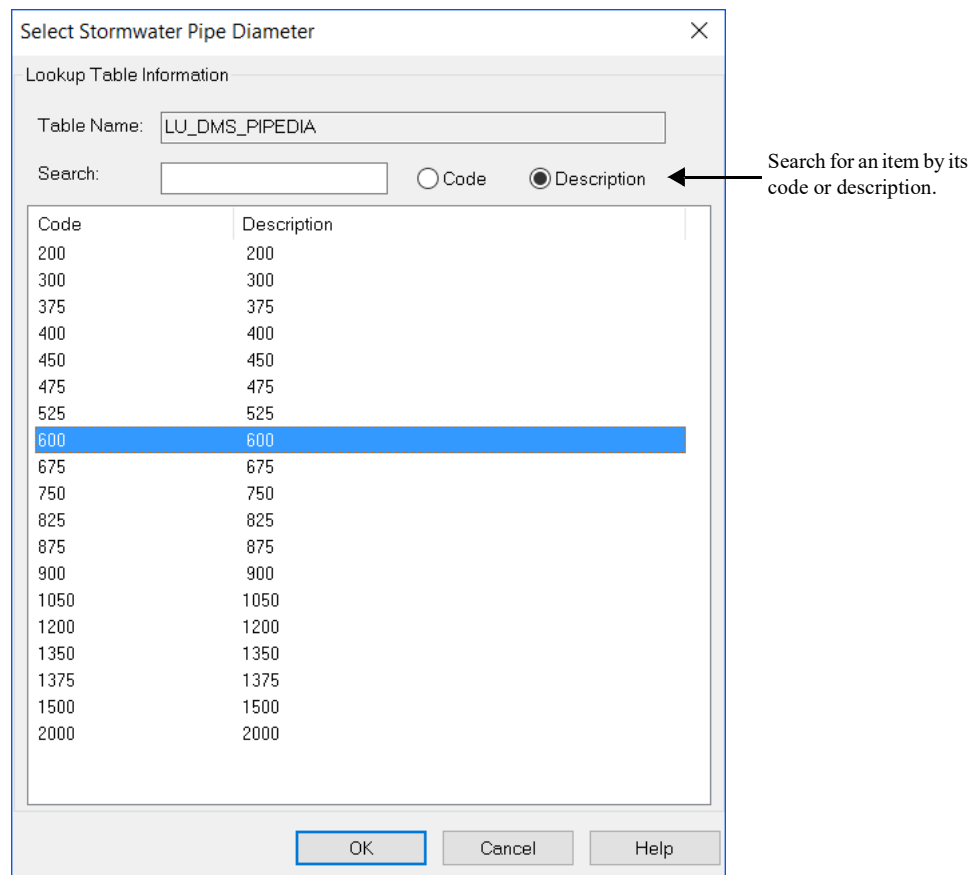 Select Stormwater Pipe Diameter
Lookup Table Information
Table Name: LU_DMS_PIPEDIA
Search: Code Description
Search for an item by its
code or description.
Code Description
200 200
300 300
375 375
400 400
450 450
475 475
525 525
600 600
675 675
750 750
825 825
875 875
900 900
1050 1050
1200 1200
1350 1350
1375 1375
1500 1500
2000 2000
OK Cancel Help